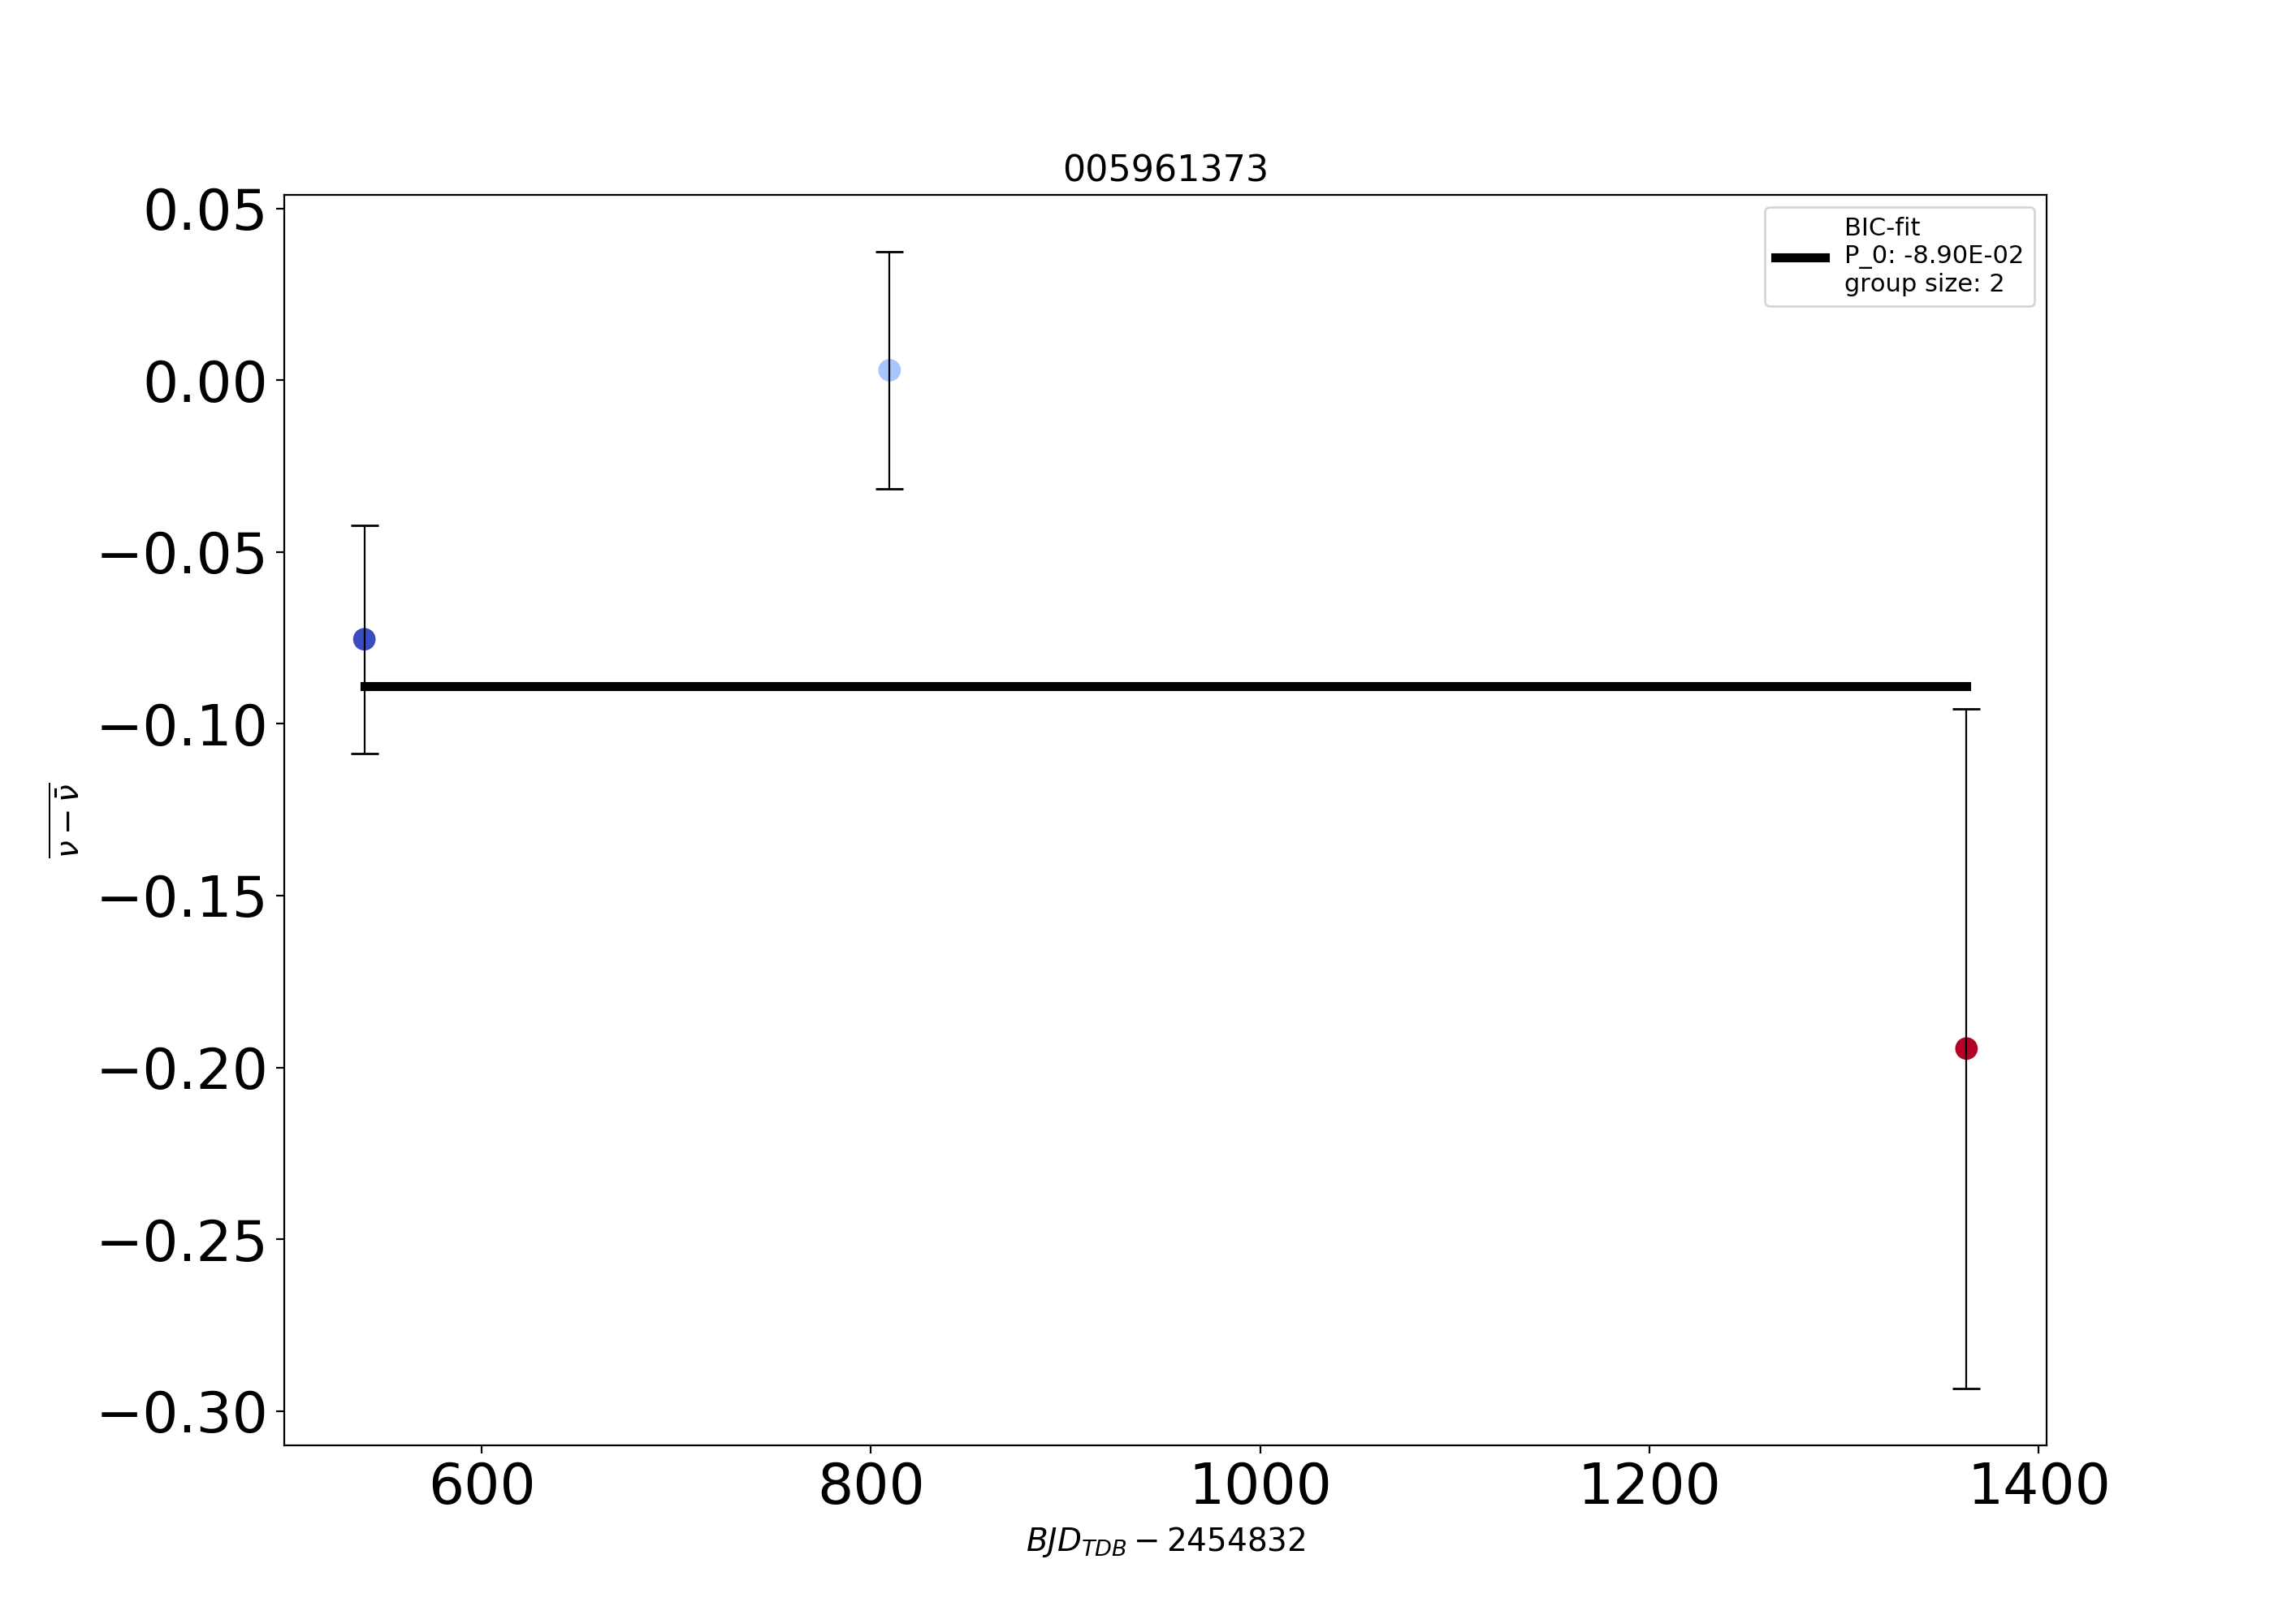 005961373
BIC-fit
P_0: -8.90E-02
group size: 2
0.05
0.00
−0.05
−0.10
−0.15
−0.20
−0.25
−0.30
ν − ν̄
600 800 1000 1200 1400
BJD_TDB − 2454832